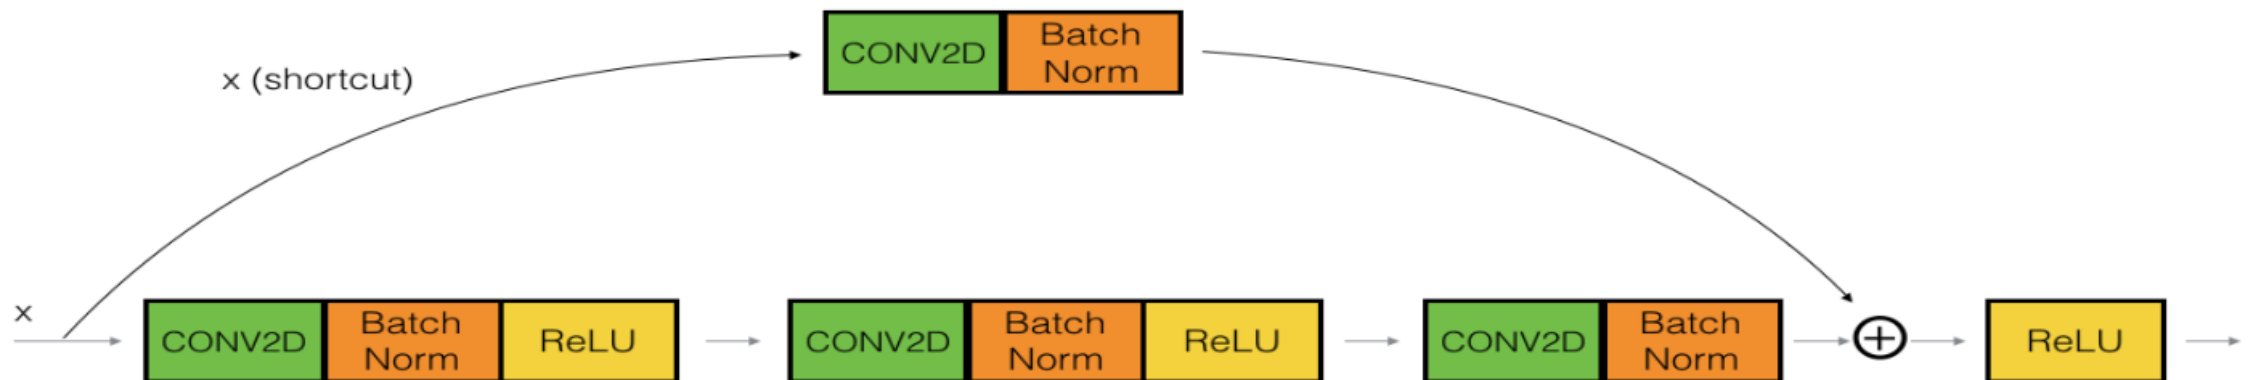 x (shortcut)
CONV2D
Batch
Norm
x
CONV2D
Batch
Norm
ReLU
CONV2D
Batch
Norm
ReLU
CONV2D
Batch
Norm
+
ReLU